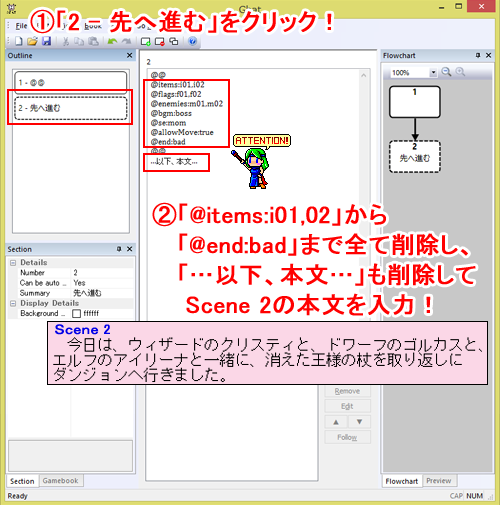 Gbat
①「2 – 先へ進む」をクリック！
Outline
1 - @@
2 - 先へ進む
2
@@
@items:i01,i02
@flags:f01,f02
@enemies:m01,m02
@bgm:boss
@se:mom
@allowMove:true
@end:bad
@@
…以下、本文…
ATTENTION!
Flowchart
100%
1
2
先へ進む
②「@items:i01,02」から
「@end:bad」まで全て削除し、
「…以下、本文…」も削除して
Scene 2の本文を入力！
Section
Details
Number 2
Can be auto ... Yes
Summary 先へ進む
Display Details
Background ... ffffff
Scene 2
今日は、ウィザードのクリスティと、ドワーフのゴルカスと、
エルフのアイリーナと一緒に、消えた王様の杖を取り返しに
ダンジョンへ行きました。
Remove
Edit
Follow
Section Gamebook
Flowchart Preview
Ready
CAP NUM